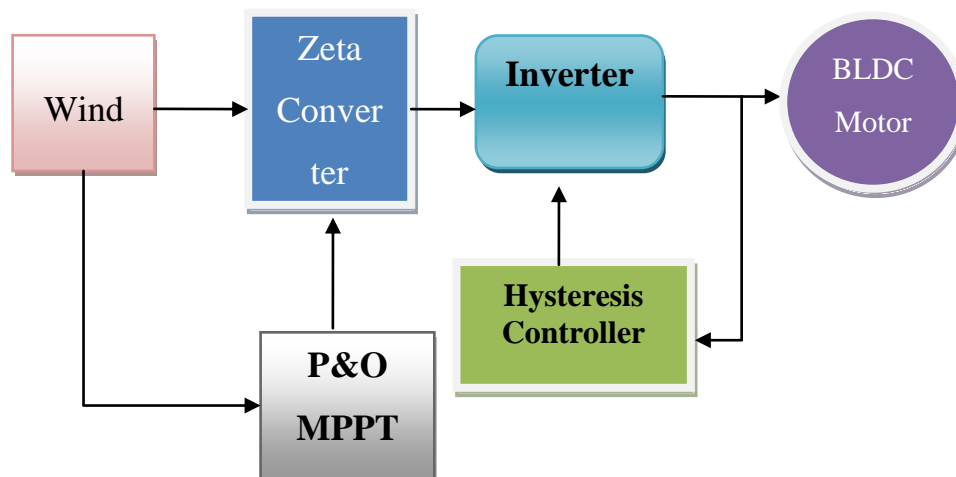 Wind
Zeta
Conver
ter
Inverter
BLDC
Motor
Hysteresis
Controller
P&O
MPPT